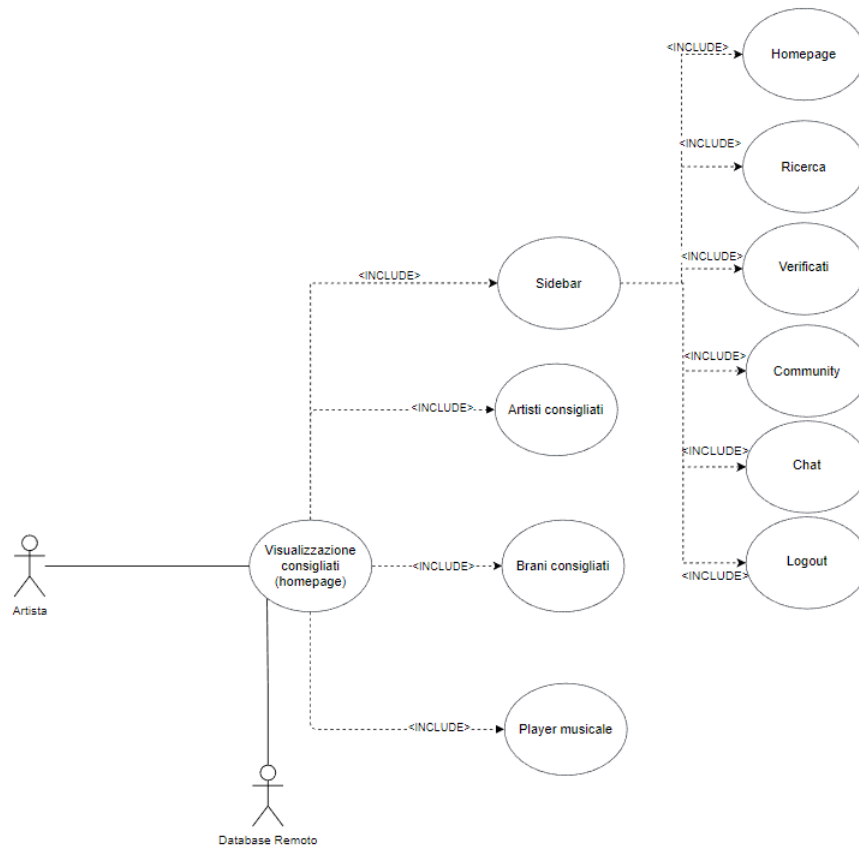 <INCLUDE>
Homepage
<INCLUDE>
Ricerca
<INCLUDE>
Verificati
<INCLUDE>
Sidebar
<INCLUDE>
Community
<INCLUDE>
Artisti consigliati
<INCLUDE>
Chat
Visualizzazione
consigliati
(homepage)
<INCLUDE>
Brani consigliati
<INCLUDE>
Logout
Artista
<INCLUDE>
Player musicale
Database Remoto